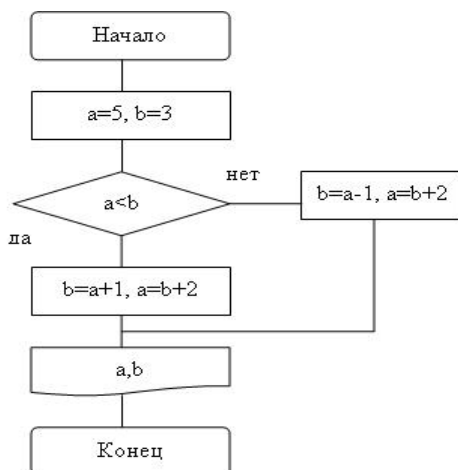 Начало
a=5, b=3
a<b
нет
b=a-1, a=b+2
да
b=a+1, a=b+2
a,b
Конец